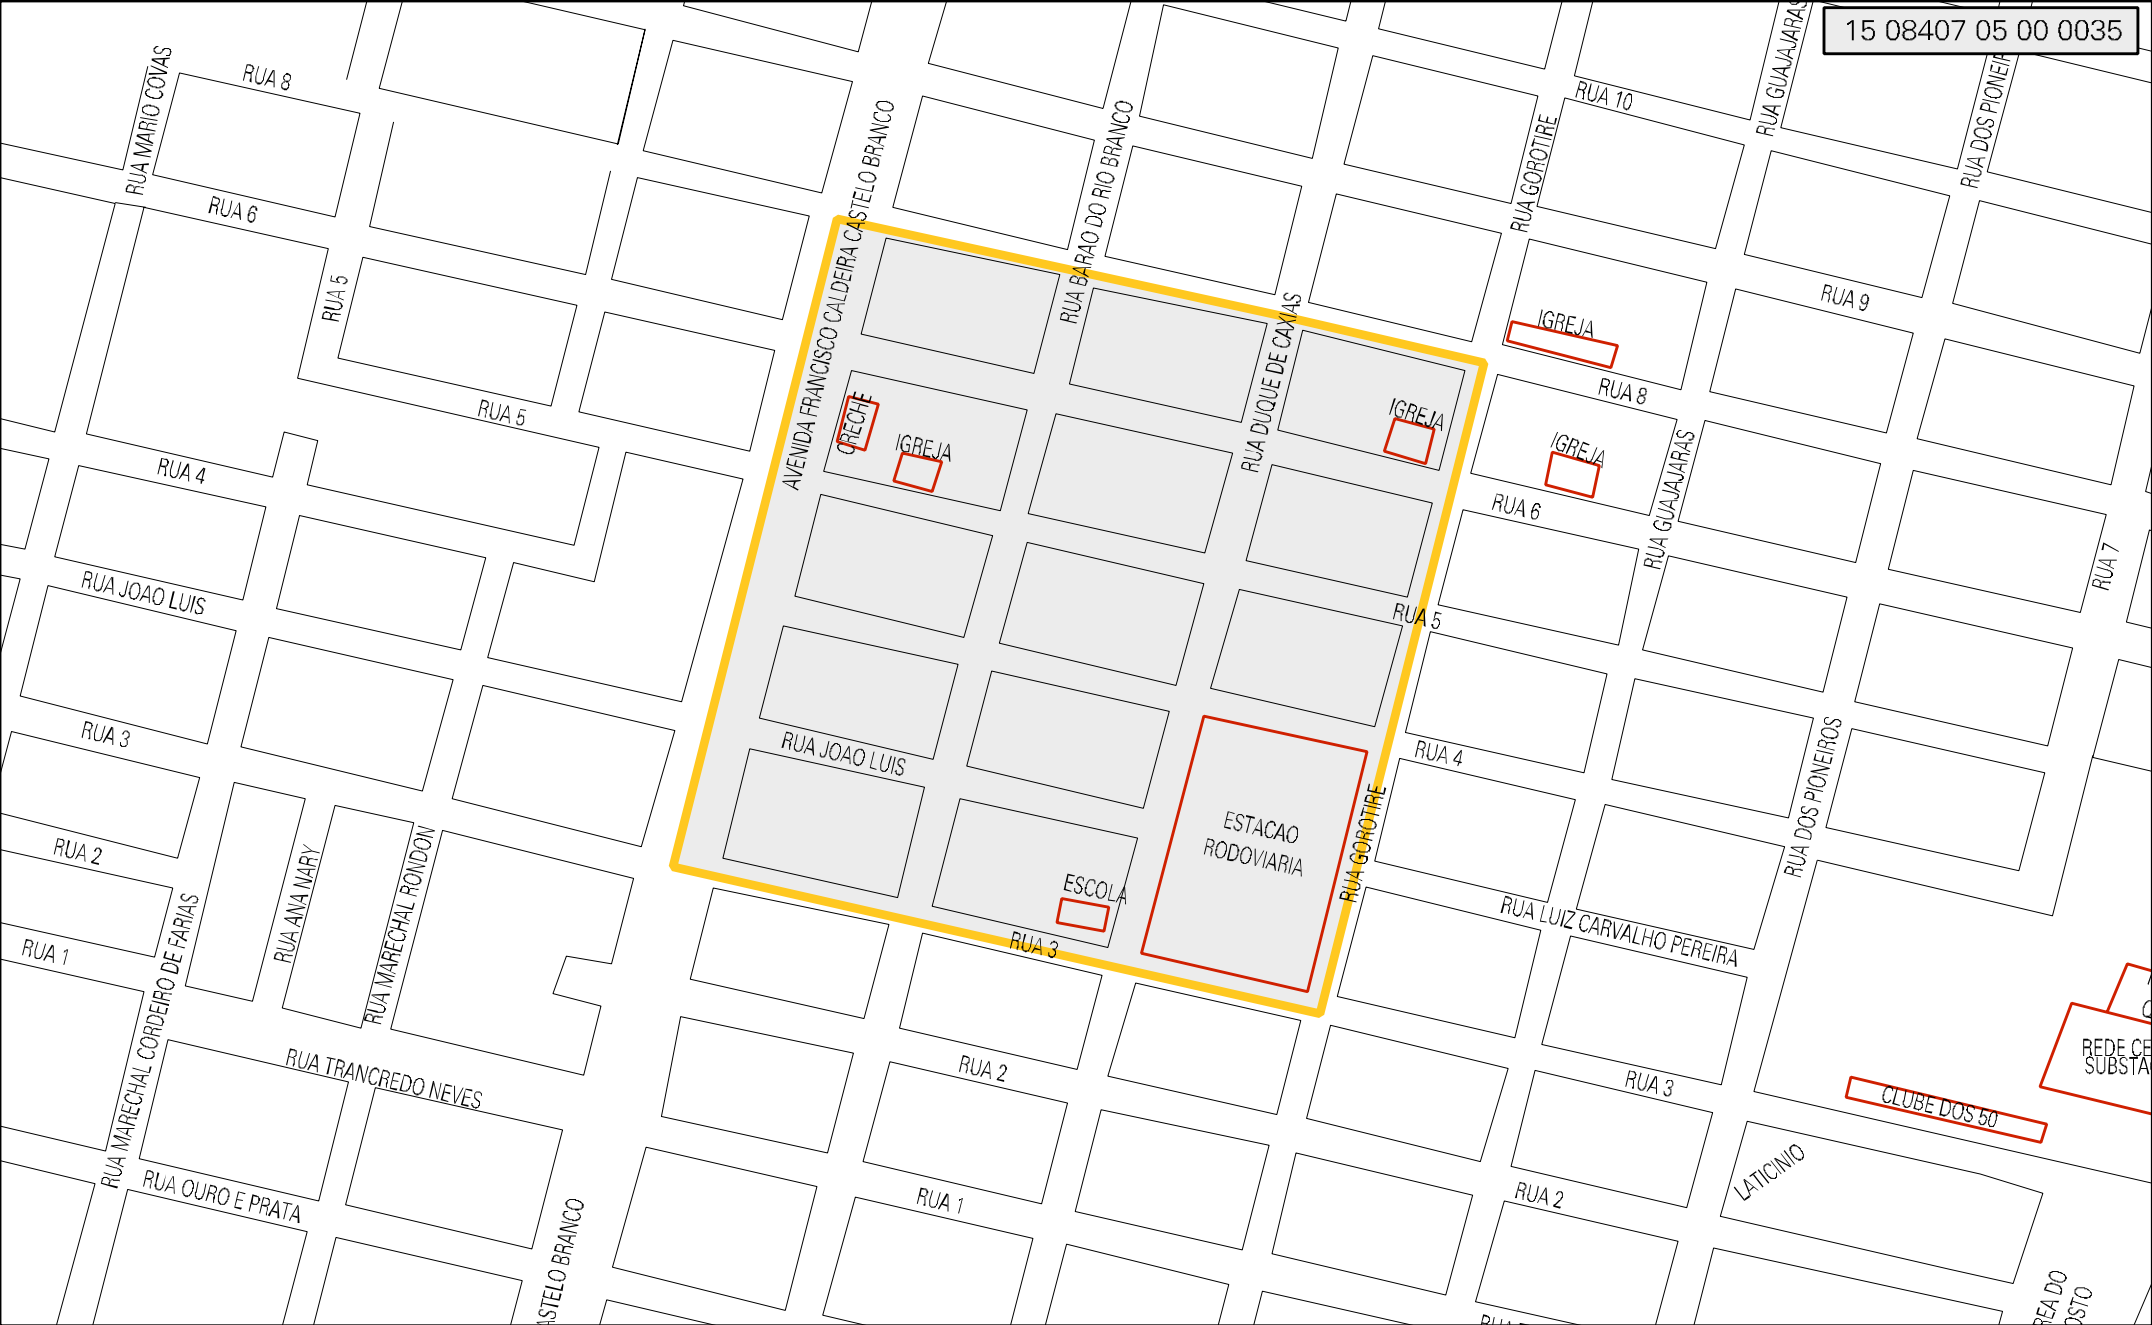 15 08407 05 00 0035
RUA MARIO COVAS
RUA 8
RUA 10
RUA GUAJAJARAS
RUA GOROTIRE
AVENIDA FRANCISCO CALDEIRA CASTELO BRANCO
RUA BARAO DO RIO BRANCO
RUA 6
RUA 5
RUA 9
IGREJA
RUA DUQUE DE CAXIAS
RUA 8
RUA 5
CRECHE
IGREJA
IGREJA
IGREJA
RUA 4
RUA 6
RUA GUAJAJARAS
RUA 7
RUA JOAO LUIS
RUA 5
RUA 3
RUA JOAO LUIS
RUA 4
RUA DOS PIONEIROS
ESTACAO
RODOVIARIA
RUA GOROTIRE
RUA 2
RUA ANA NARY
RUA MARECHAL RONDON
ESCOLA
RUA LUIZ CARVALHO PEREIRA
RUA 1
RUA MARECHAL CORDEIRO DE FARIAS
RUA 3
RUA TRANCREDO NEVES
RUA 2
RUA 3
REDE CE
SUBSTA
CLUBE DOS 50
LATICINIO
RUA OURO E PRATA
RUA 1
RUA 2
ASTELO BRANCO
RUA DOS PIONEIR